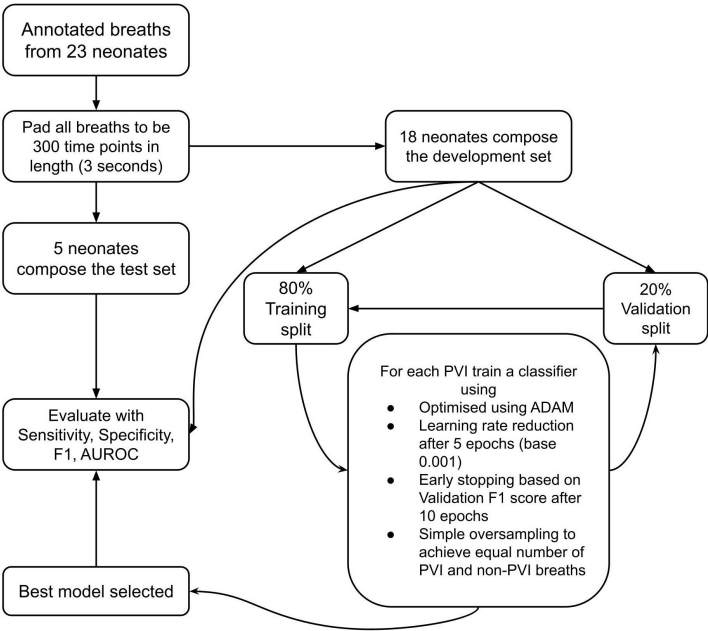 Annotated breaths
from 23 neonates
Pad all breaths to be
300 time points in
length (3 seconds)
18 neonates compose
the development set
5 neonates
compose the test set
80%
Training
split
20%
Validation
split
For each PVI train a classifier
using
● Optimised using ADAM
● Learning rate reduction
after 5 epochs (base
0.001)
● Early stopping based on
Validation F1 score after
10 epochs
● Simple oversampling to
achieve equal number of
PVI and non-PVI breaths
Evaluate with
Sensitivity, Specificity,
F1, AUROC
Best model selected